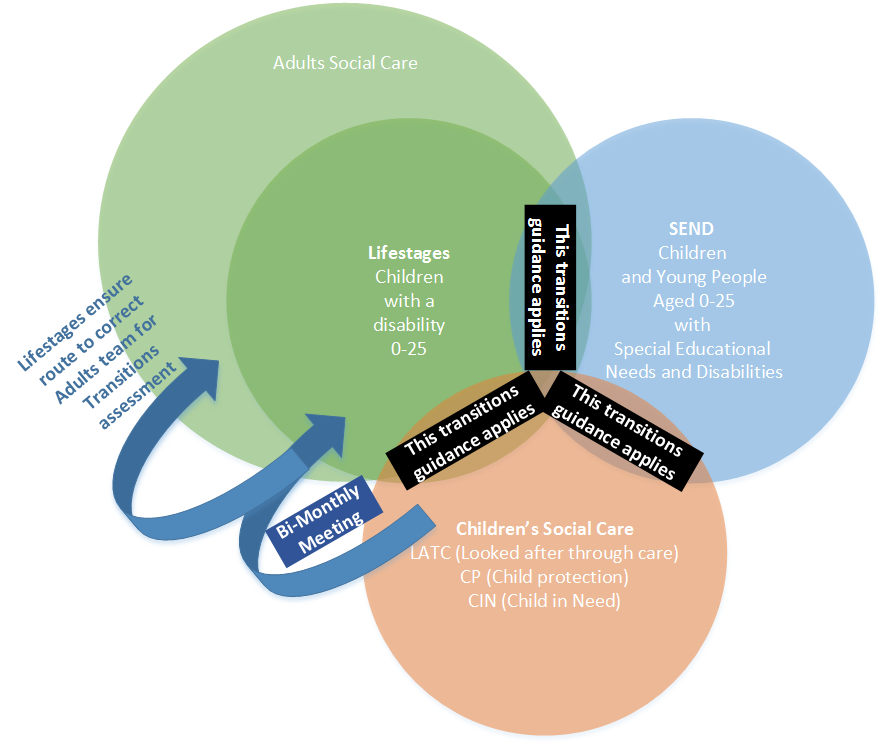 Adults Social Care
Lifestages
Children
with a
disability
0-25
This transitions
guidance applies
SEND
Children
and Young People
Aged 0-25
with
Special Educational
Needs and Disabilities
Lifestages ensure
route to correct
Adults team for
Transitions
assessment
This transitions
guidance applies
This transitions
guidance applies
Bi-Monthly
Meeting
Children’s Social Care
LATC (Looked after through care)
CP (Child protection)
CIN (Child in Need)